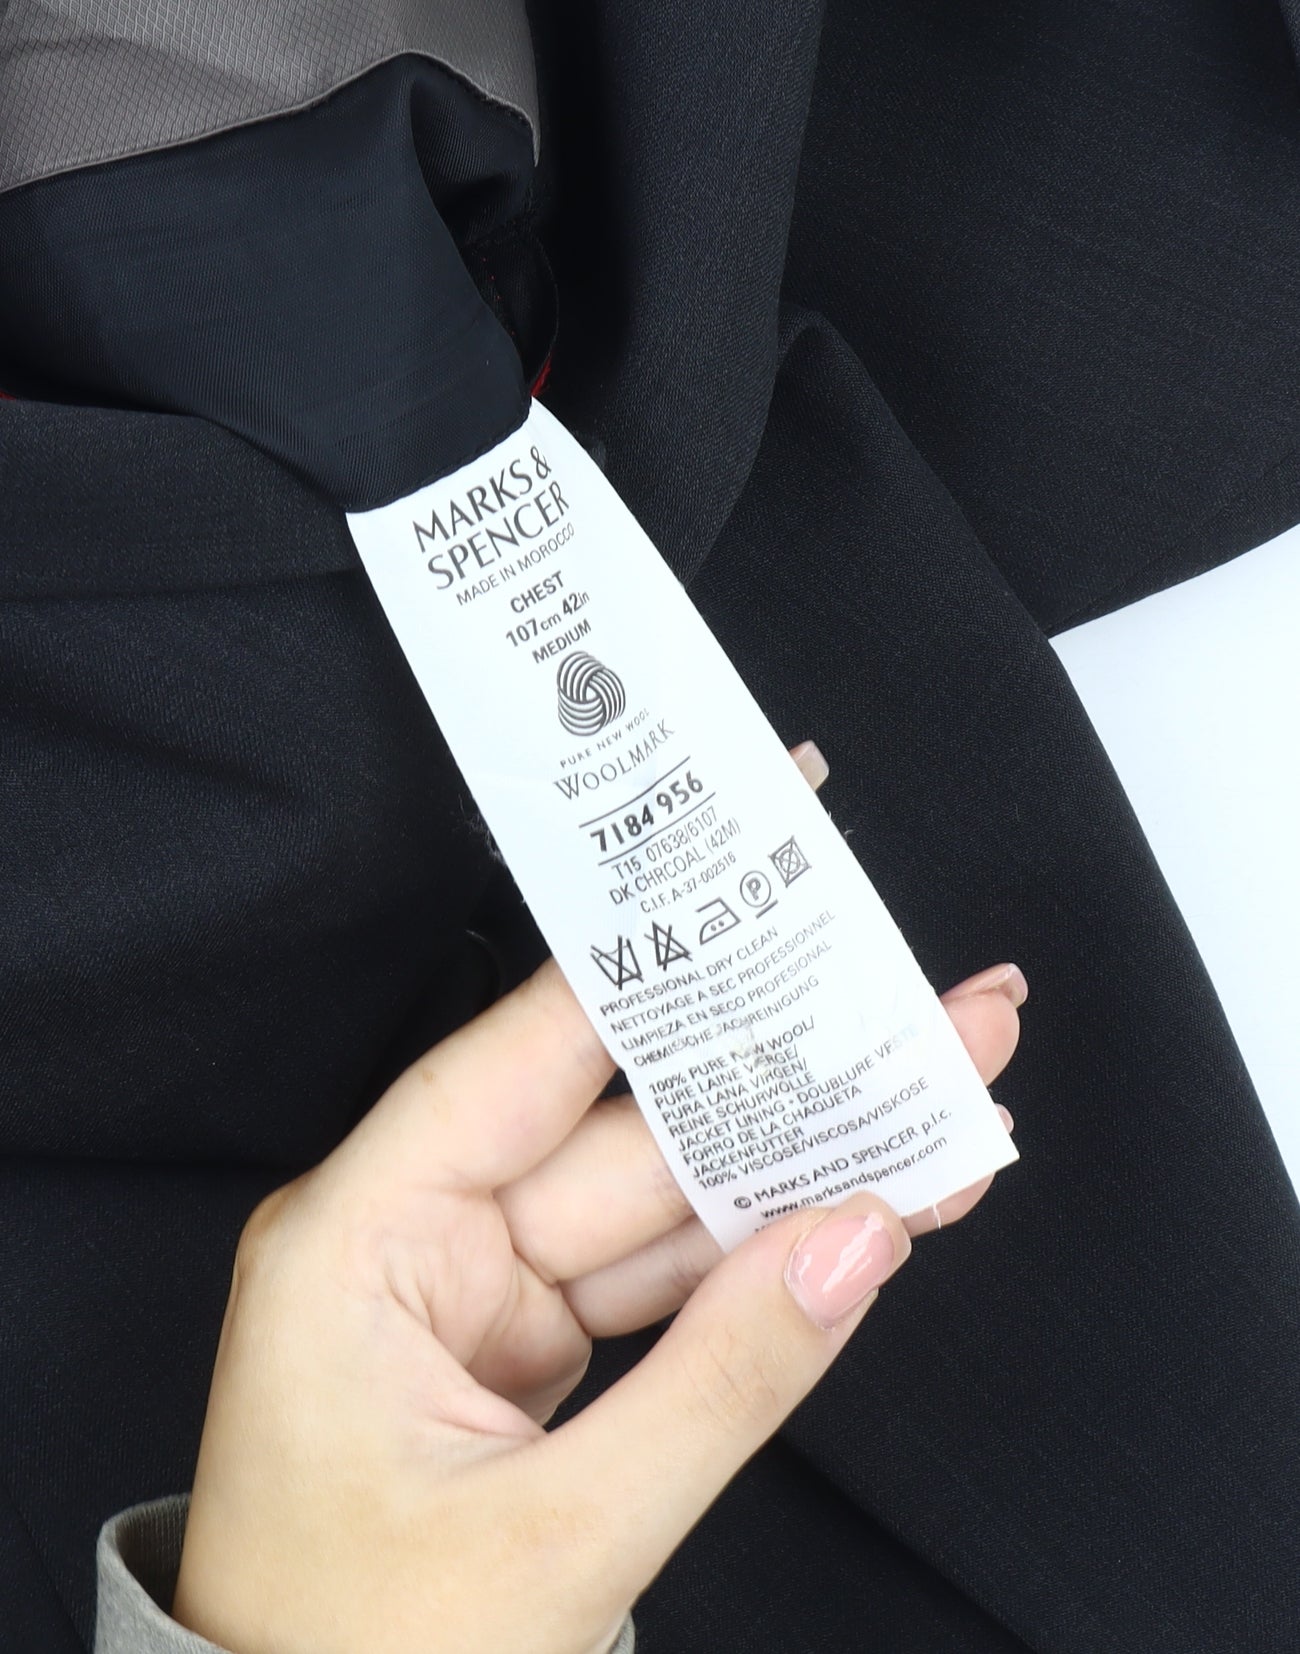 MARKS &
SPENCER
MADE IN MOROCCO
CHEST
107cm 42in
MEDIUM
PURE NEW WOOL
WOOLMARK
7184 956
T15 07638/6107
DK CHRCOAL (42M)
C.I.F. A-37-002516
P
PROFESSIONAL DRY CLEAN
NETTOYAGE A SEC PROFESSIONNEL
LIMPIEZA EN SECO PROFESIONAL
CHEMISCHE REINIGUNG
100% PURE NEW WOOL/
PURE LAINE VIERGE/
PURA LANA VIRGEN/
REINE SCHURWOLLE
JACKET LINING • DOUBLURE VESTE
FORRO DE LA CHAQUETA
JACKENFUTTER
100% VISCOSE/VISCOSA/VISKOSE
© MARKS AND SPENCER p.l.c.
www.marksandspencer.com